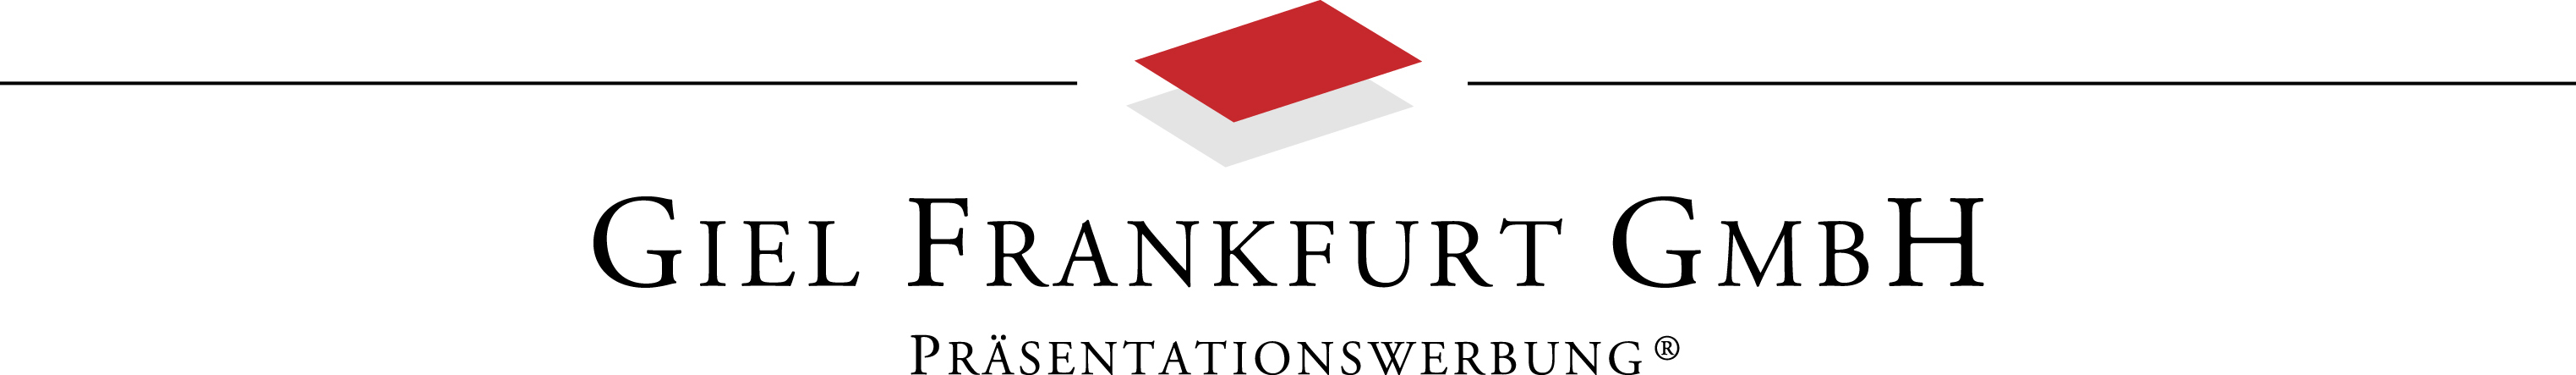 Giel Frankfurt GmbH
Präsentationswerbung®